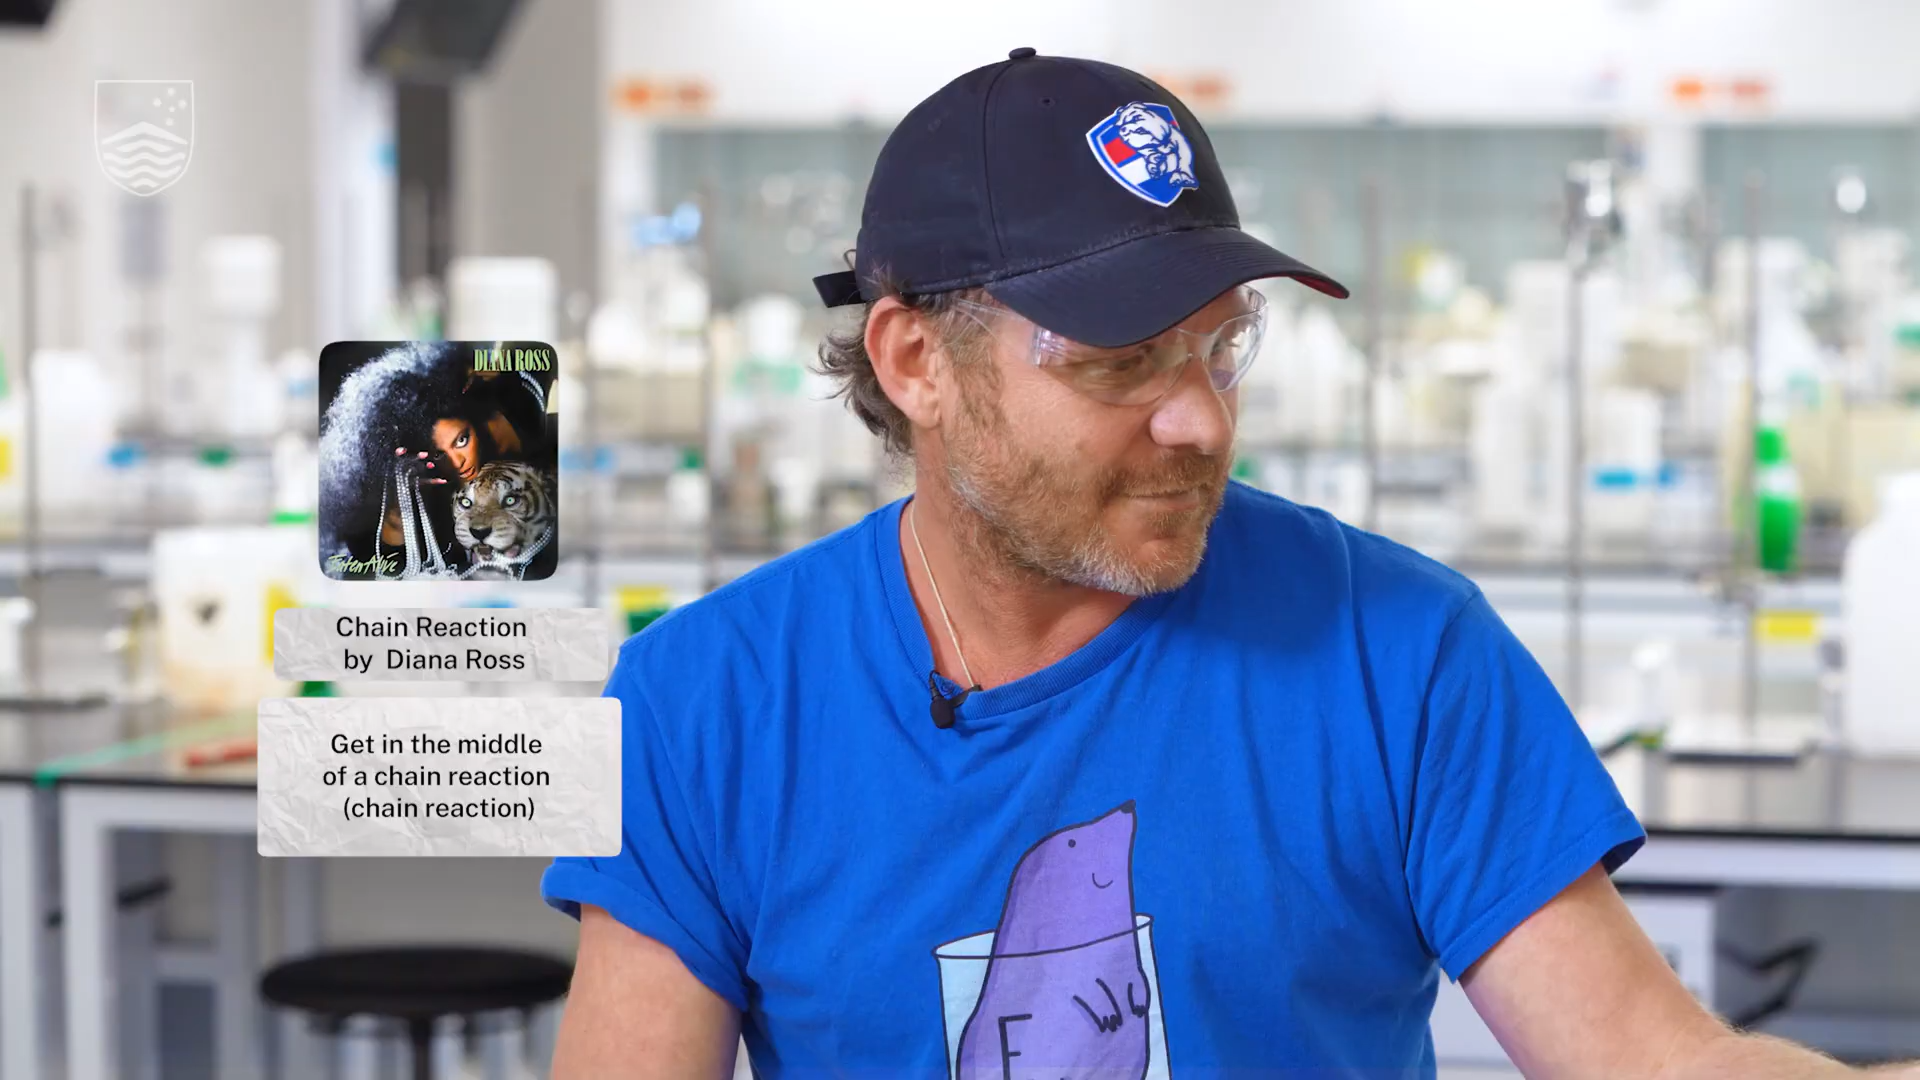 DIANA ROSS
Eaten Alive
Chain Reaction
by Diana Ross
Get in the middle
of a chain reaction
(chain reaction)
E